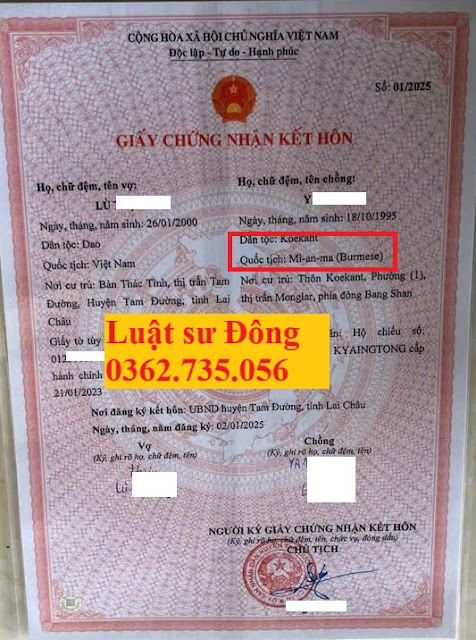 CỘNG HÒA XÃ HỘI CHỦ NGHĨA VIỆT NAM
Độc lập - Tự do - Hạnh phúc
Số: 01/2025
GIẤY CHỨNG NHẬN KẾT HÔN
Họ, chữ đệm, tên vợ:
LÙ
Ngày, tháng, năm sinh: 26/01/2000
Dân tộc: Dao
Quốc tịch: Việt Nam
Nơi cư trú: Bản Thác Tình, thị trấn Tam
Đường, Huyện Tam Đường, tỉnh Lai
Châu
Giấy tờ tùy
012
hành chính
21/01/2023
Họ, chữ đệm, tên chồng:
Y
Ngày, tháng, năm sinh: 18/10/1995
Dân tộc: Koekant
Quốc tịch: Mi-an-ma (Burmese)
Nơi cư trú: Thôn Koekant, Phường (1),
thị trấn Monglar, phía đông Bang Shan
Hộ chiếu số:
KYAINGTONG cấp
Luật sư Đông
0362.735.056
Nơi đăng ký kết hôn: UBND huyện Tam Đường, tỉnh Lai Châu
Ngày, tháng, năm đăng ký: 02/01/2025
Vợ
(Ký, ghi rõ họ, chữ đệm, tên)
LÙ
Chồng
(Ký, ghi rõ họ, chữ đệm, tên)
NGƯỜI KÝ GIẤY CHỨNG NHẬN KẾT HÔN
(Ký, ghi rõ họ, chữ đệm, tên, chức vụ, đóng dấu)
CHỦ TỊCH